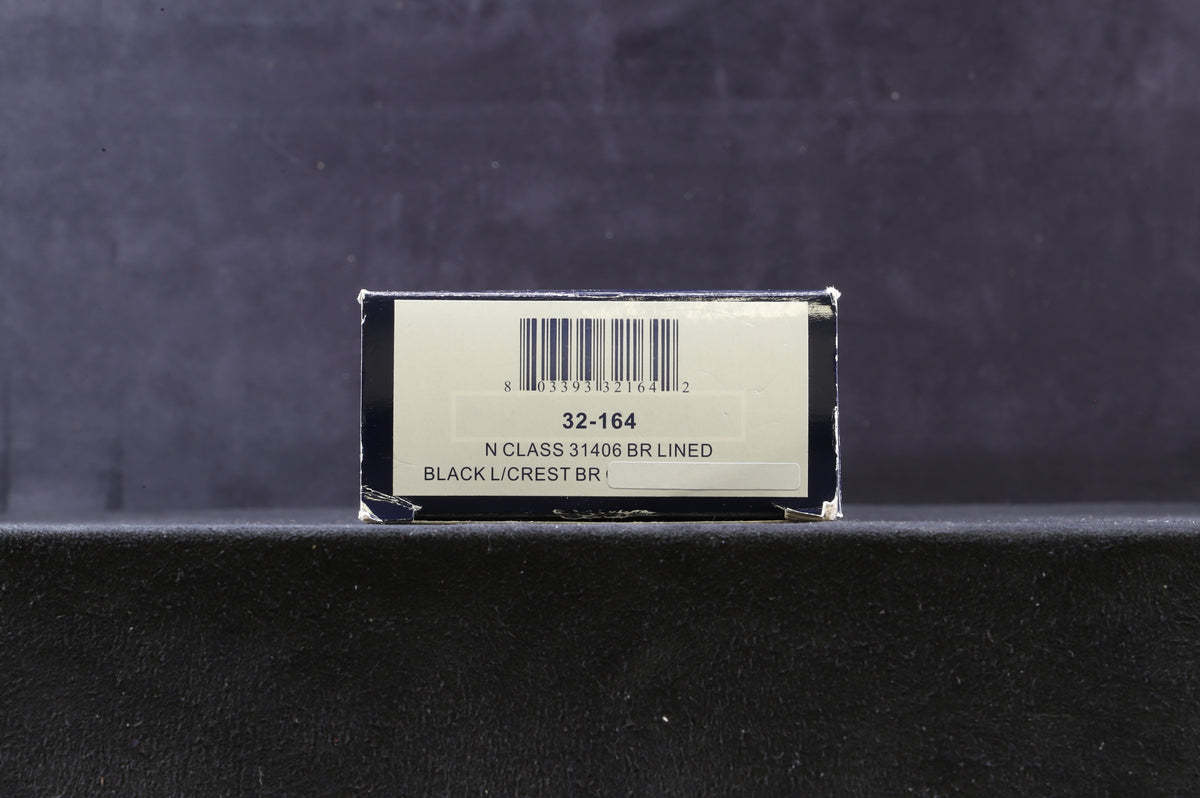 8 03393 32164 2
32-164
N CLASS 31406 BR LINED
BLACK L/CREST BR